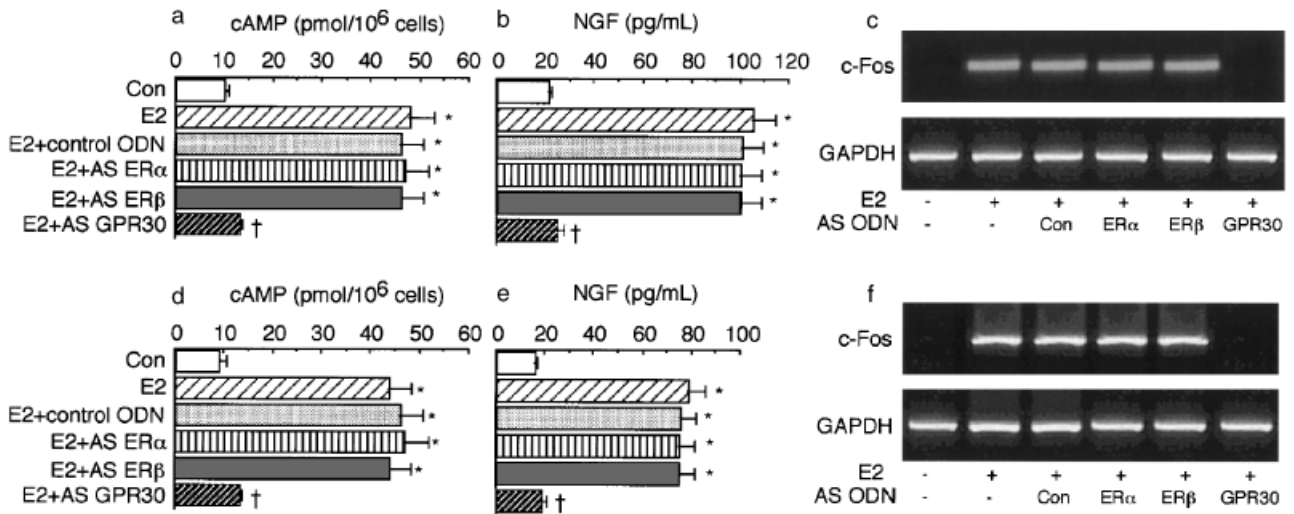 a
cAMP (pmol/10⁶ cells)
0 10 20 30 40 50 60
Con
E2
E2+control ODN
E2+AS ERα
E2+AS ERβ
E2+AS GPR30
* * * * †
b
NGF (pg/mL)
0 20 40 60 80 100 120
* * * * †
c
c-Fos
GAPDH
E2 - + + + + +
AS ODN - - Con ERα ERβ GPR30
d
cAMP (pmol/10⁶ cells)
0 10 20 30 40 50 60
Con
E2
E2+control ODN
E2+AS ERα
E2+AS ERβ
E2+AS GPR30
* * * * †
e
NGF (pg/mL)
0 20 40 60 80 100
* * * * †
f
c-Fos
GAPDH
E2 - + + + + +
AS ODN - - Con ERα ERβ GPR30